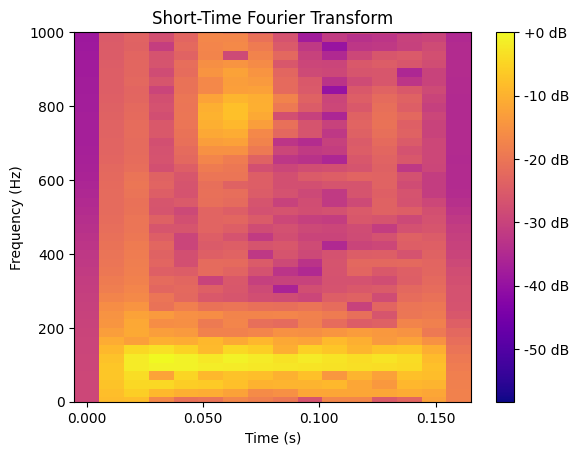 Short-Time Fourier Transform
Frequency (Hz)
1000
800
600
400
200
0
0.000
0.050
0.100
0.150
Time (s)
+0 dB
-10 dB
-20 dB
-30 dB
-40 dB
-50 dB